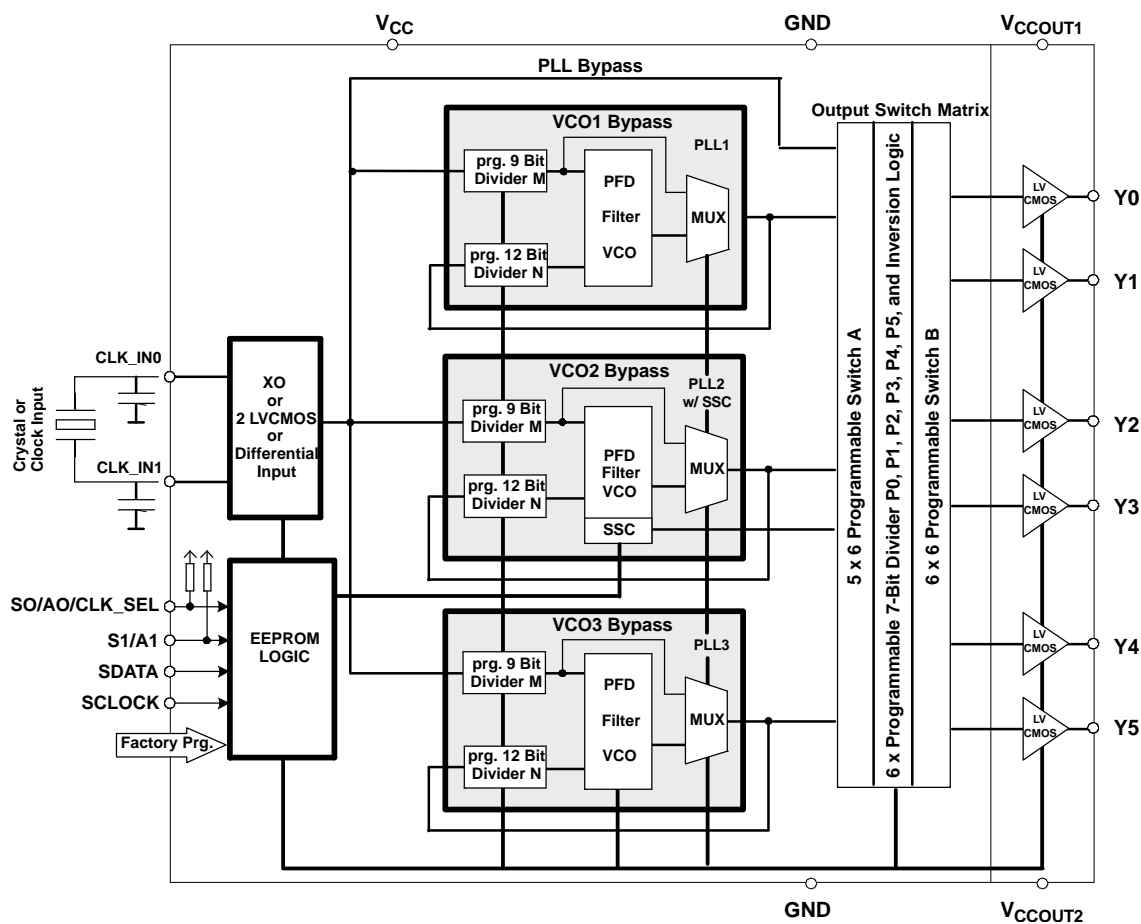 VCC
GND
VCCOUT1
PLL Bypass
Output Switch Matrix
VCO1 Bypass
PLL1
prg. 9 Bit
Divider M
PFD
Filter
VCO
MUX
prg. 12 Bit
Divider N
LV
CMOS
Y0
LV
CMOS
Y1
CLK_IN0
Crystal or
Clock Input
CLK_IN1
XO
or
2 LVCMOS
or
Differential
Input
VCO2 Bypass
PLL2
w/ SSC
prg. 9 Bit
Divider M
PFD
Filter
VCO
SSC
MUX
prg. 12 Bit
Divider N
5 x 6 Programmable Switch A
6 x Programmable 7-Bit Divider P0, P1, P2, P3, P4, P5, and Inversion Logic
6 x 6 Programmable Switch B
LV
CMOS
Y2
LV
CMOS
Y3
SO/AO/CLK_SEL
S1/A1
SDATA
SCLOCK
Factory Prg.
EEPROM
LOGIC
VCO3 Bypass
PLL3
prg. 9 Bit
Divider M
PFD
Filter
VCO
MUX
prg. 12 Bit
Divider N
LV
CMOS
Y4
LV
CMOS
Y5
GND
VCCOUT2